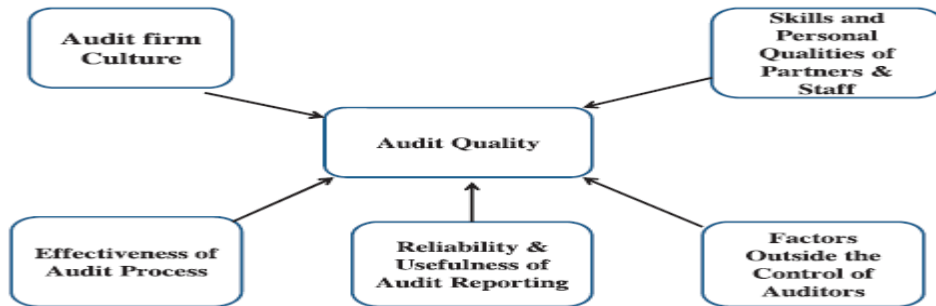 Audit firm
Culture
Skills and
Personal
Qualities of
Partners &
Staff
Audit Quality
Effectiveness of
Audit Process
Reliability &
Usefulness of
Audit Reporting
Factors
Outside the
Control of
Auditors